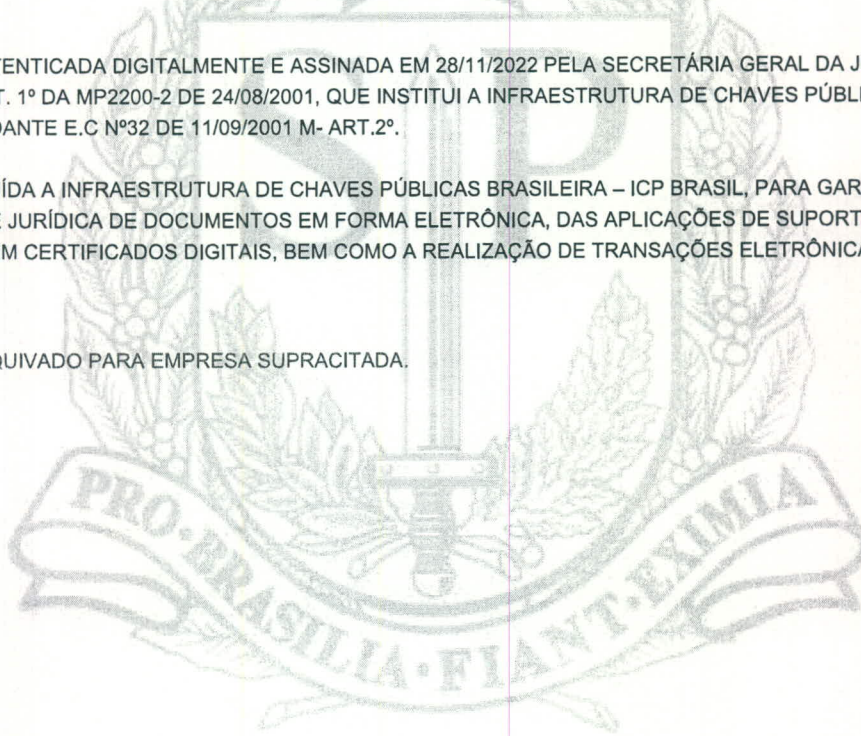 SP
TENTICADA DIGITALMENTE E ASSINADA EM 28/11/2022 PELA SECRETÁRIA GERAL DA J
T. 1º DA MP2200-2 DE 24/08/2001, QUE INSTITUI A INFRAESTRUTURA DE CHAVES PÚBLI
DANTE E.C Nº32 DE 11/09/2001 M- ART.2º.
ÍDA A INFRAESTRUTURA DE CHAVES PÚBLICAS BRASILEIRA – ICP BRASIL, PARA GAR
E JURÍDICA DE DOCUMENTOS EM FORMA ELETRÔNICA, DAS APLICAÇÕES DE SUPORT
M CERTIFICADOS DIGITAIS, BEM COMO A REALIZAÇÃO DE TRANSAÇÕES ELETRÔNICA
QUIVADO PARA EMPRESA SUPRACITADA.
PRO·BRASILIA·FIANT·EXIMIA